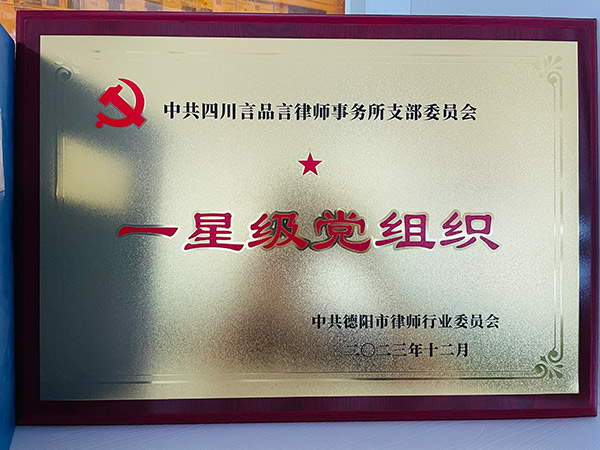 中共四川言品言律师事务所支部委员会
一星级党组织
中共德阳市律师行业委员会
二〇二三年十二月